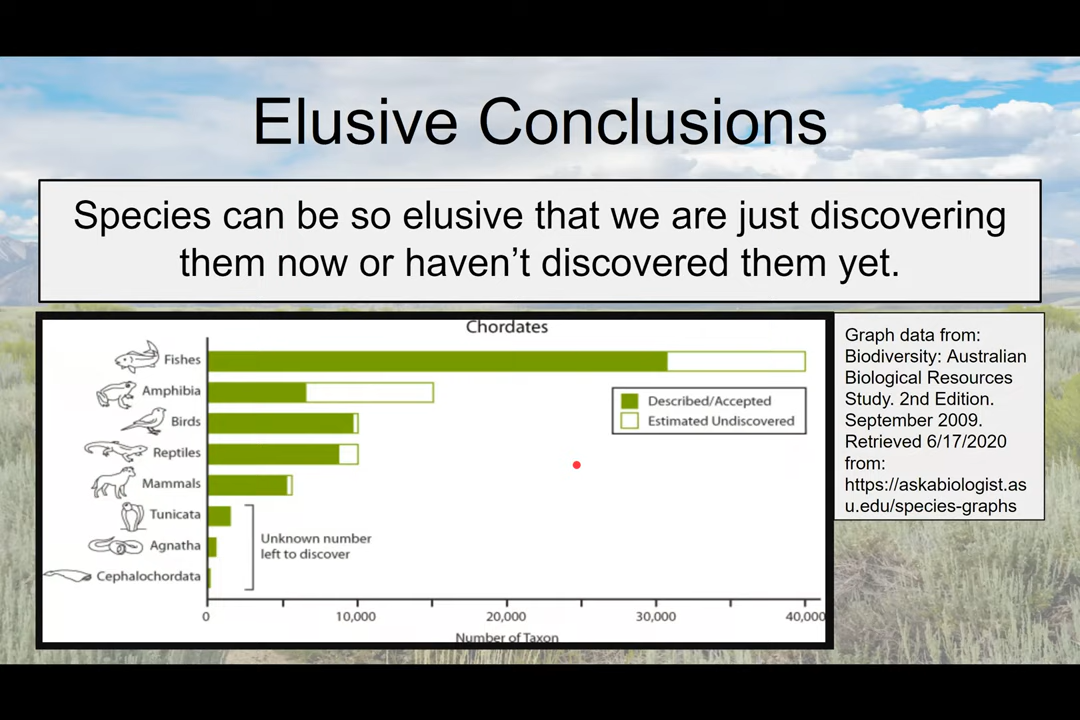 Elusive Conclusions
Species can be so elusive that we are just discovering
them now or haven’t discovered them yet.
Chordates
Fishes
Amphibia
Birds
Reptiles
Mammals
Tunicata
Agnatha
Cephalochordata
Described/Accepted
Estimated Undiscovered
Unknown number
left to discover
0
10,000
20,000
30,000
40,000
Number of Taxon
Graph data from:
Biodiversity: Australian
Biological Resources
Study. 2nd Edition.
September 2009.
Retrieved 6/17/2020
from:
https://askabiologist.as
u.edu/species-graphs